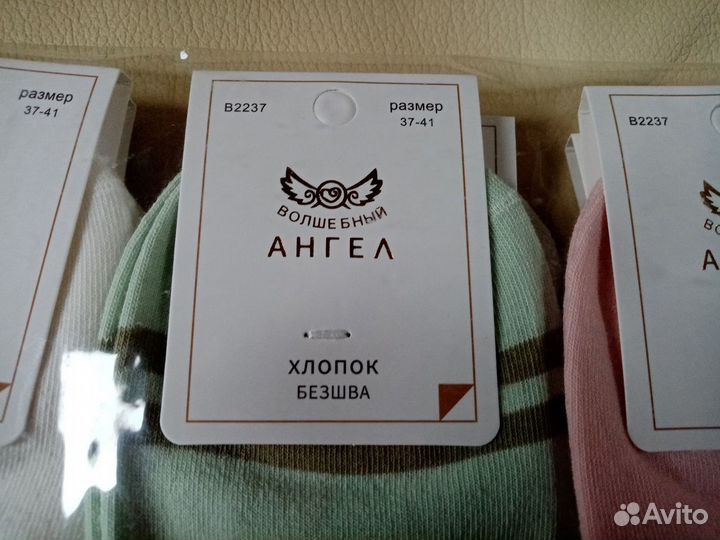 размер
37-41
B2237
размер
37-41
ВОЛШЕБНЫЙ
АНГЕЛ
ХЛОПОК
БЕЗШВА
B2237
Avito